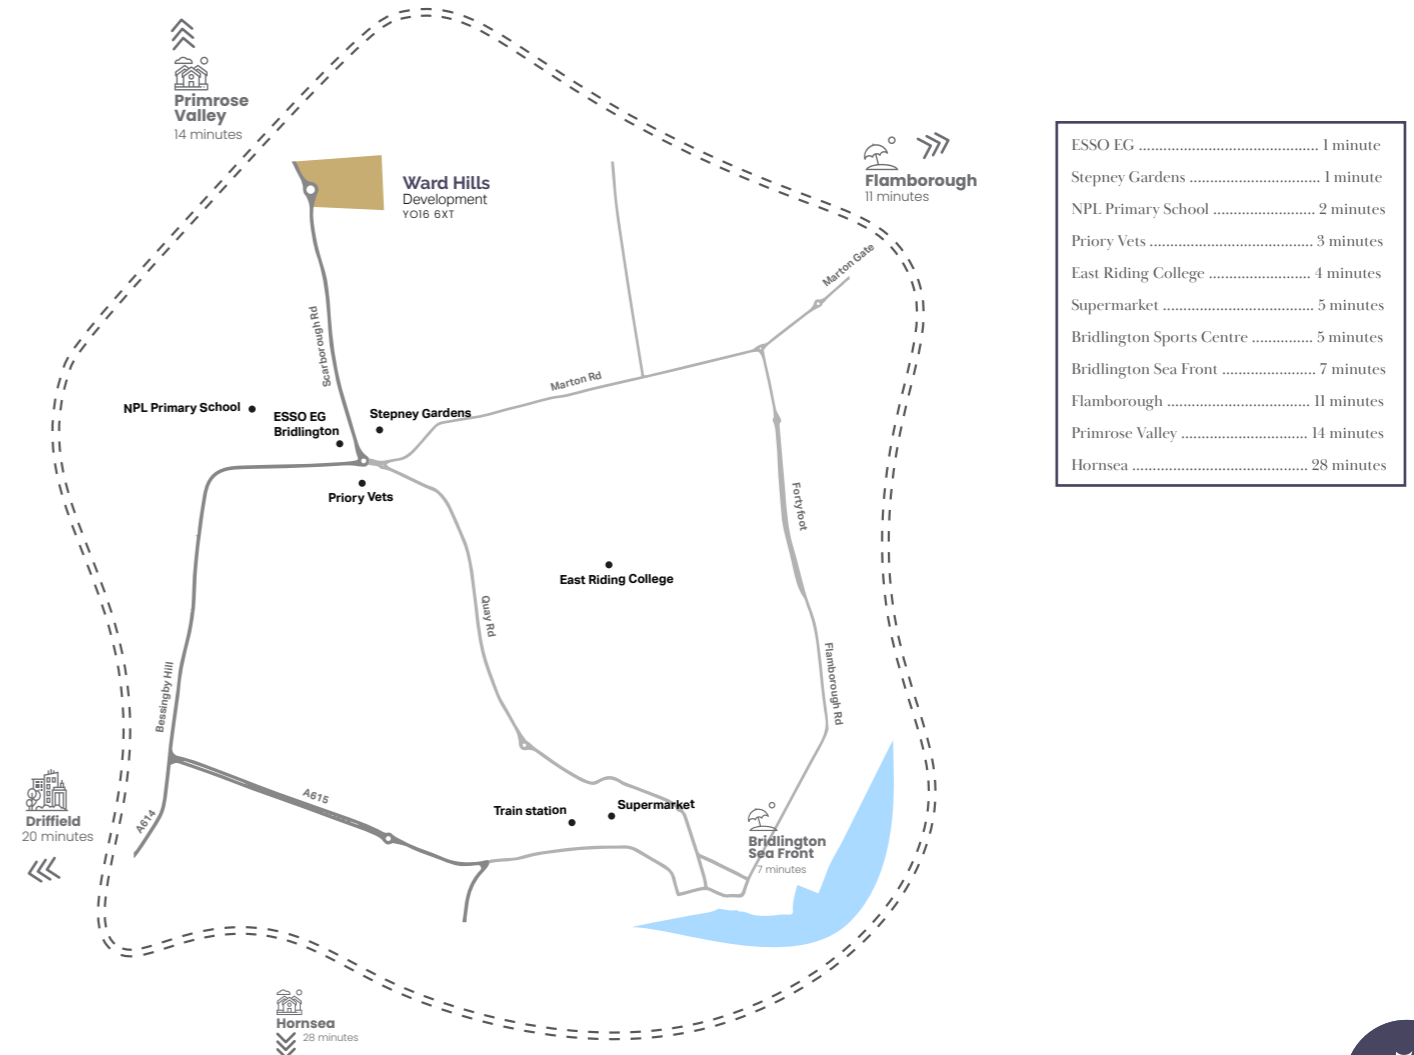 Primrose
Valley
14 minutes
Flamborough
11 minutes
Ward Hills
Development
YO16 6XT
Marton Gate
Scarborough Rd
Marton Rd
NPL Primary School
ESSO EG
Bridlington
Stepney Gardens
Priory Vets
Fortyfoot
East Riding College
Quay Rd
Flamborough Rd
Bessingby Hill
A615
A614
Train station
Supermarket
Driffield
20 minutes
Bridlington
Sea Front
7 minutes
Hornsea
28 minutes
ESSO EG ........................................ 1 minute
Stepney Gardens ............................. 1 minute
NPL Primary School ....................... 2 minutes
Priory Vets ..................................... 3 minutes
East Riding College ....................... 4 minutes
Supermarket .................................. 5 minutes
Bridlington Sports Centre .............. 5 minutes
Bridlington Sea Front ..................... 7 minutes
Flamborough ................................ 11 minutes
Primrose Valley ............................ 14 minutes
Hornsea ....................................... 28 minutes